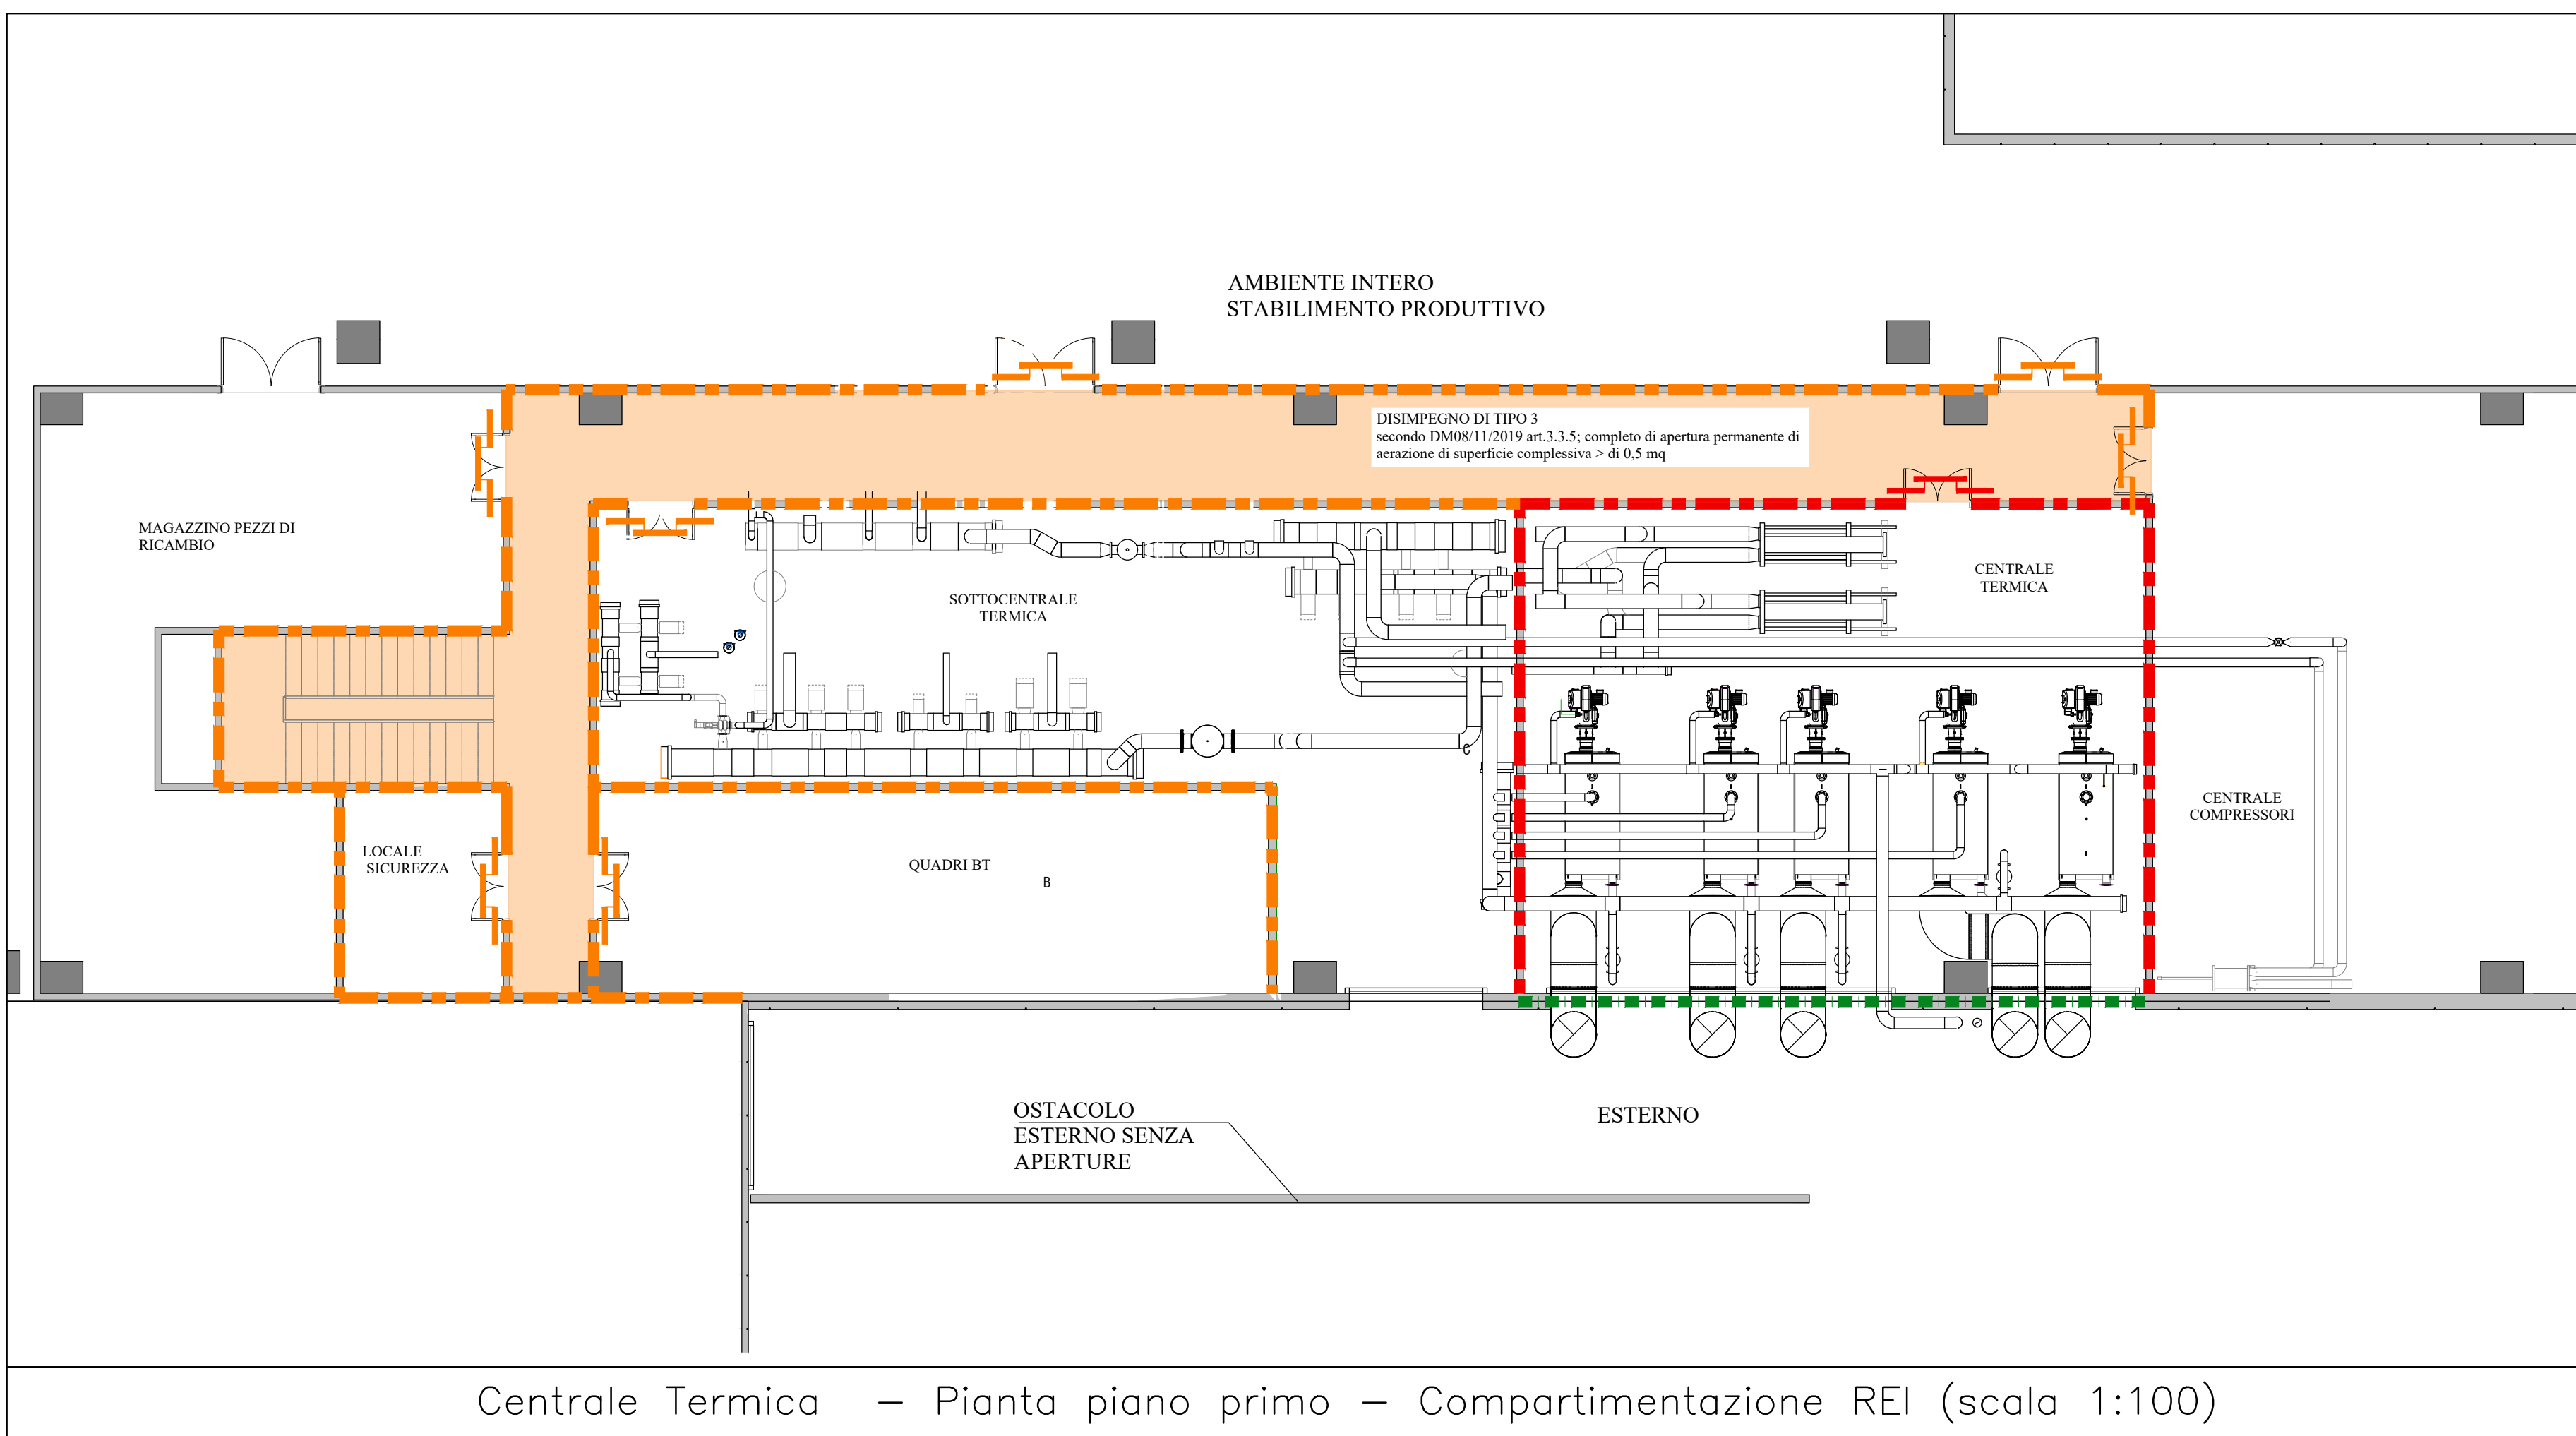 AMBIENTE INTERO
STABILIMENTO PRODUTTIVO
DISIMPEGNO DI TIPO 3
secondo DM08/11/2019 art.3.3.5; completo di apertura permanente di
aerazione di superficie complessiva > di 0,5 mq
MAGAZZINO PEZZI DI
RICAMBIO
SOTTOCENTRALE
TERMICA
CENTRALE
TERMICA
CENTRALE
COMPRESSORI
LOCALE
SICUREZZA
QUADRI BT
B
OSTACOLO
ESTERNO SENZA
APERTURE
ESTERNO
Centrale Termica – Pianta piano primo – Compartimentazione REI (scala 1:100)